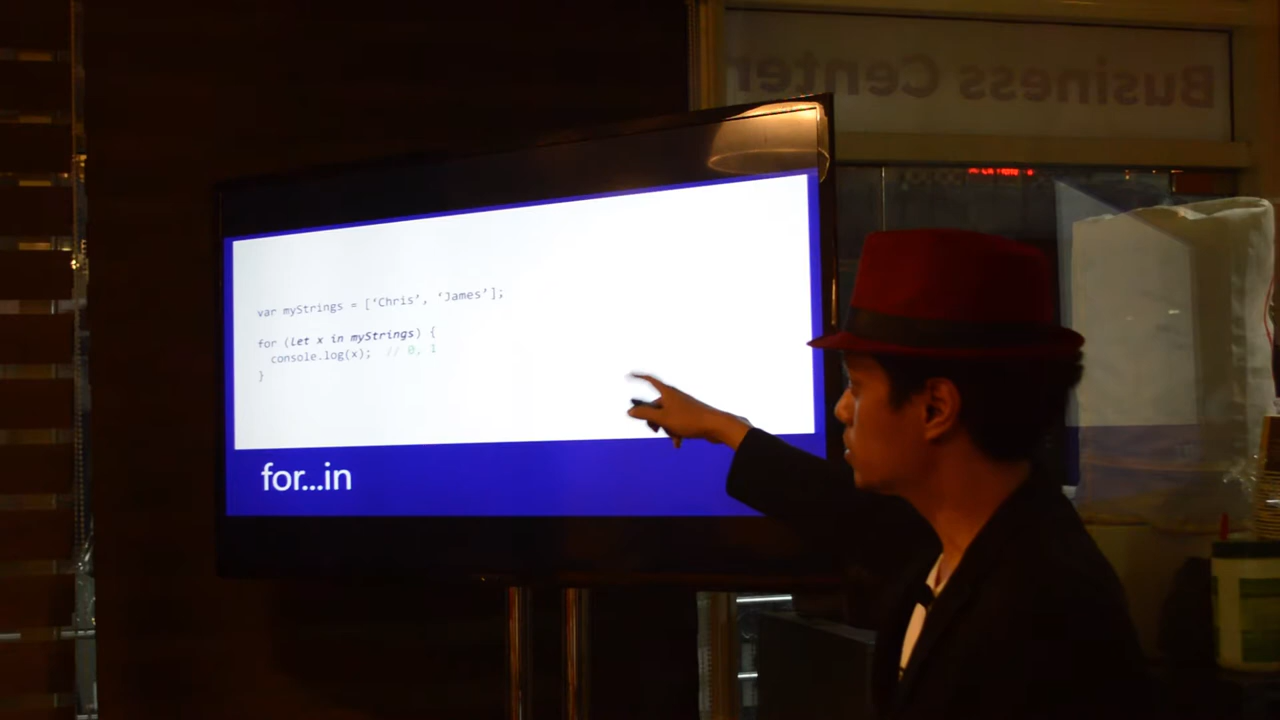 Business Center
var myStrings = [‘Chris’, ‘James’];
for (let x in myStrings) {
console.log(x); // 0, 1
}
for...in